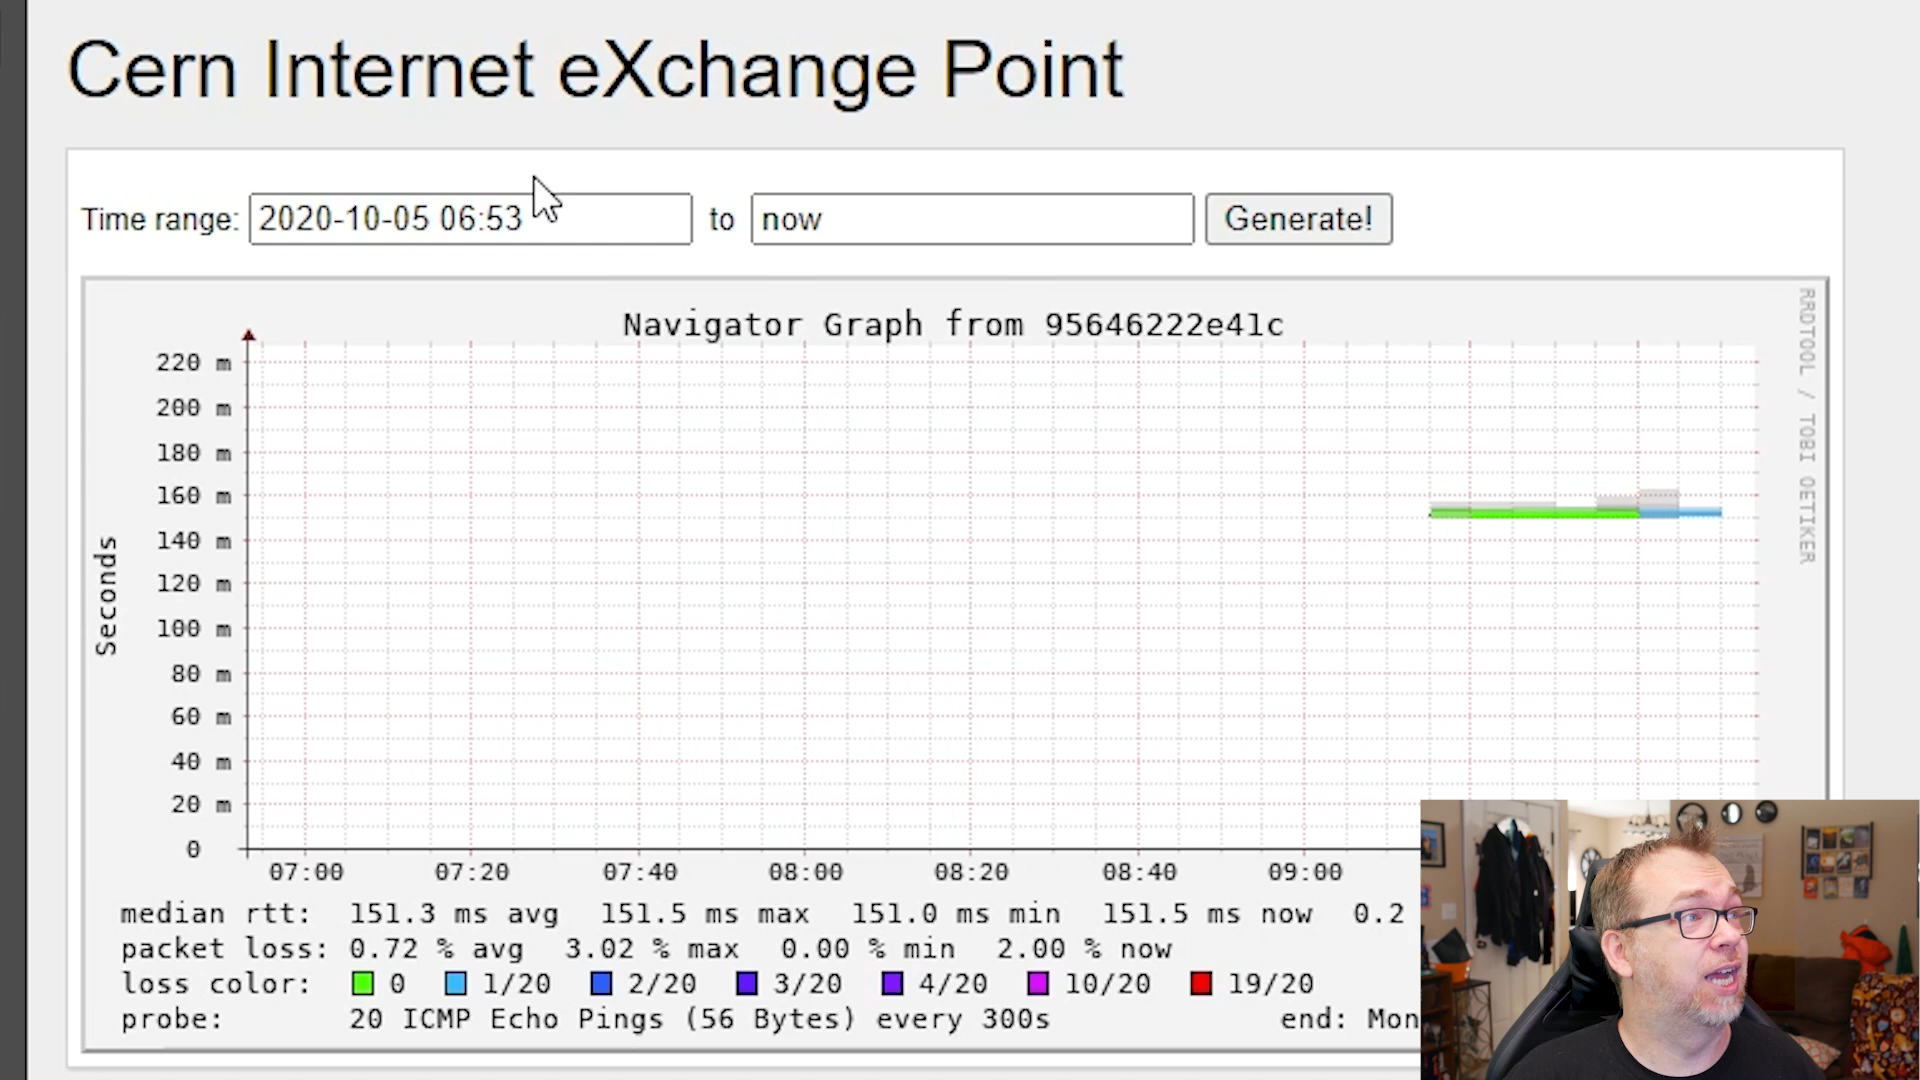 Cern Internet eXchange Point
Time range: 2020-10-05 06:53 to now Generate!
Navigator Graph from 95646222e41c
RRDTOOL / TOBI OETIKER
Seconds
220 m
200 m
180 m
160 m
140 m
120 m
100 m
80 m
60 m
40 m
20 m
0
07:00 07:20 07:40 08:00 08:20 08:40 09:00
median rtt: 151.3 ms avg 151.5 ms max 151.0 ms min 151.5 ms now 0.2
packet loss: 0.72 % avg 3.02 % max 0.00 % min 2.00 % now
loss color: 0 1/20 2/20 3/20 4/20 10/20 19/20
probe: 20 ICMP Echo Pings (56 Bytes) every 300s end: Mon